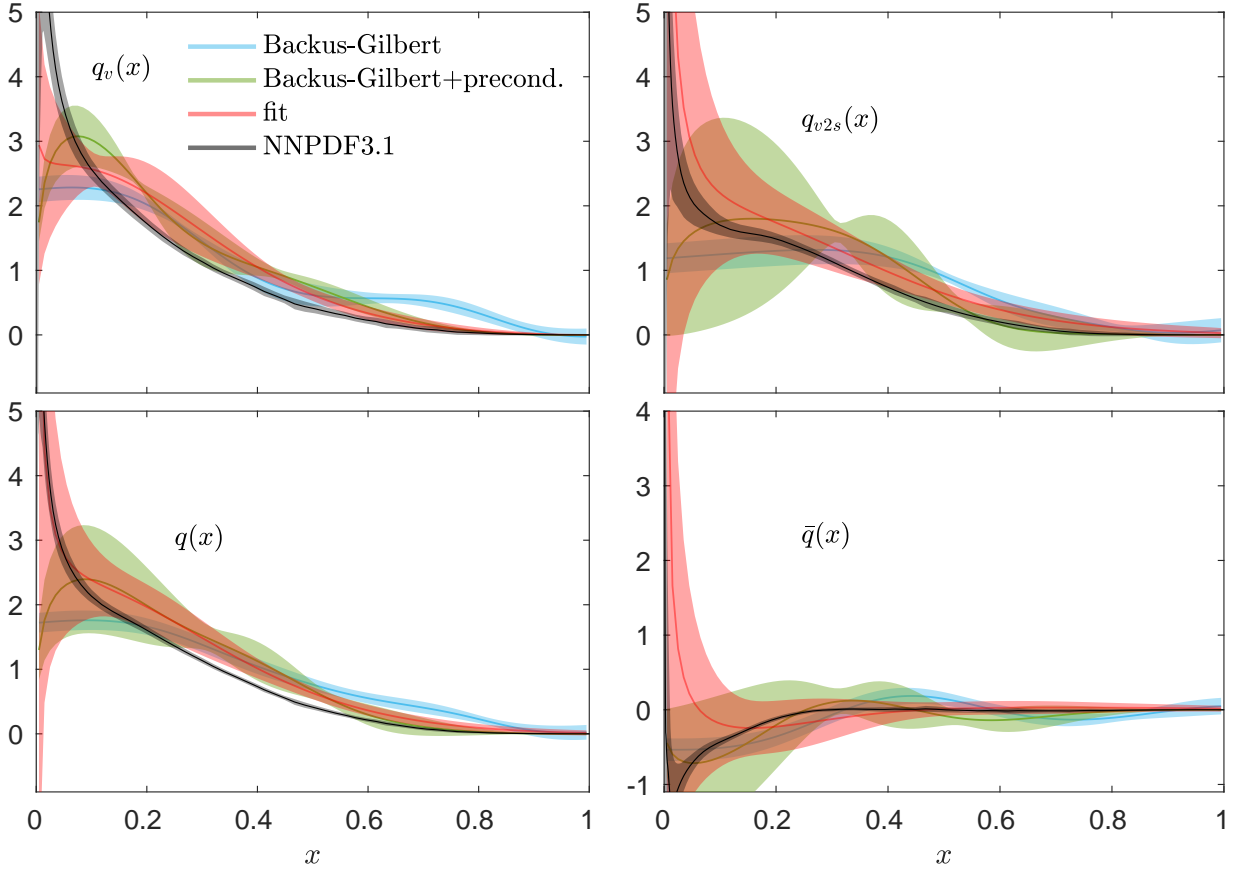 5
4
3
2
1
0
q_v(x)
Backus-Gilbert
Backus-Gilbert+precond.
fit
NNPDF3.1
5
4
3
2
1
0
q_{v2s}(x)
5
4
3
2
1
0
q(x)
0 0.2 0.4 0.6 0.8 1
x
4
3
2
1
0
-1
q̄(x)
0 0.2 0.4 0.6 0.8 1
x